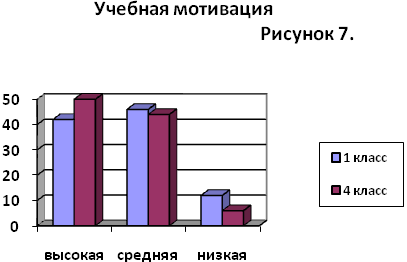 Учебная мотивация
Рисунок 7.
50
40
30
20
10
0
высокая средняя низкая
1 класс
4 класс